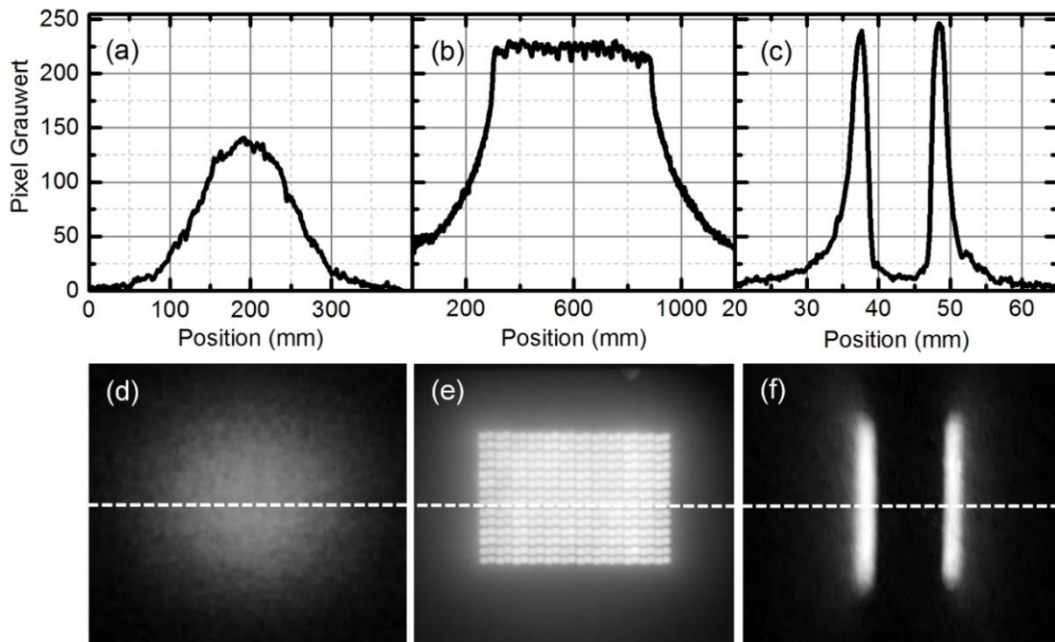 250
200
150
100
50
0
Pixel Grauwert
(a)
(b)
(c)
0 100 200 300
200 600 1000
20 30 40 50 60
Position (mm)
Position (mm)
Position (mm)
(d)
(e)
(f)